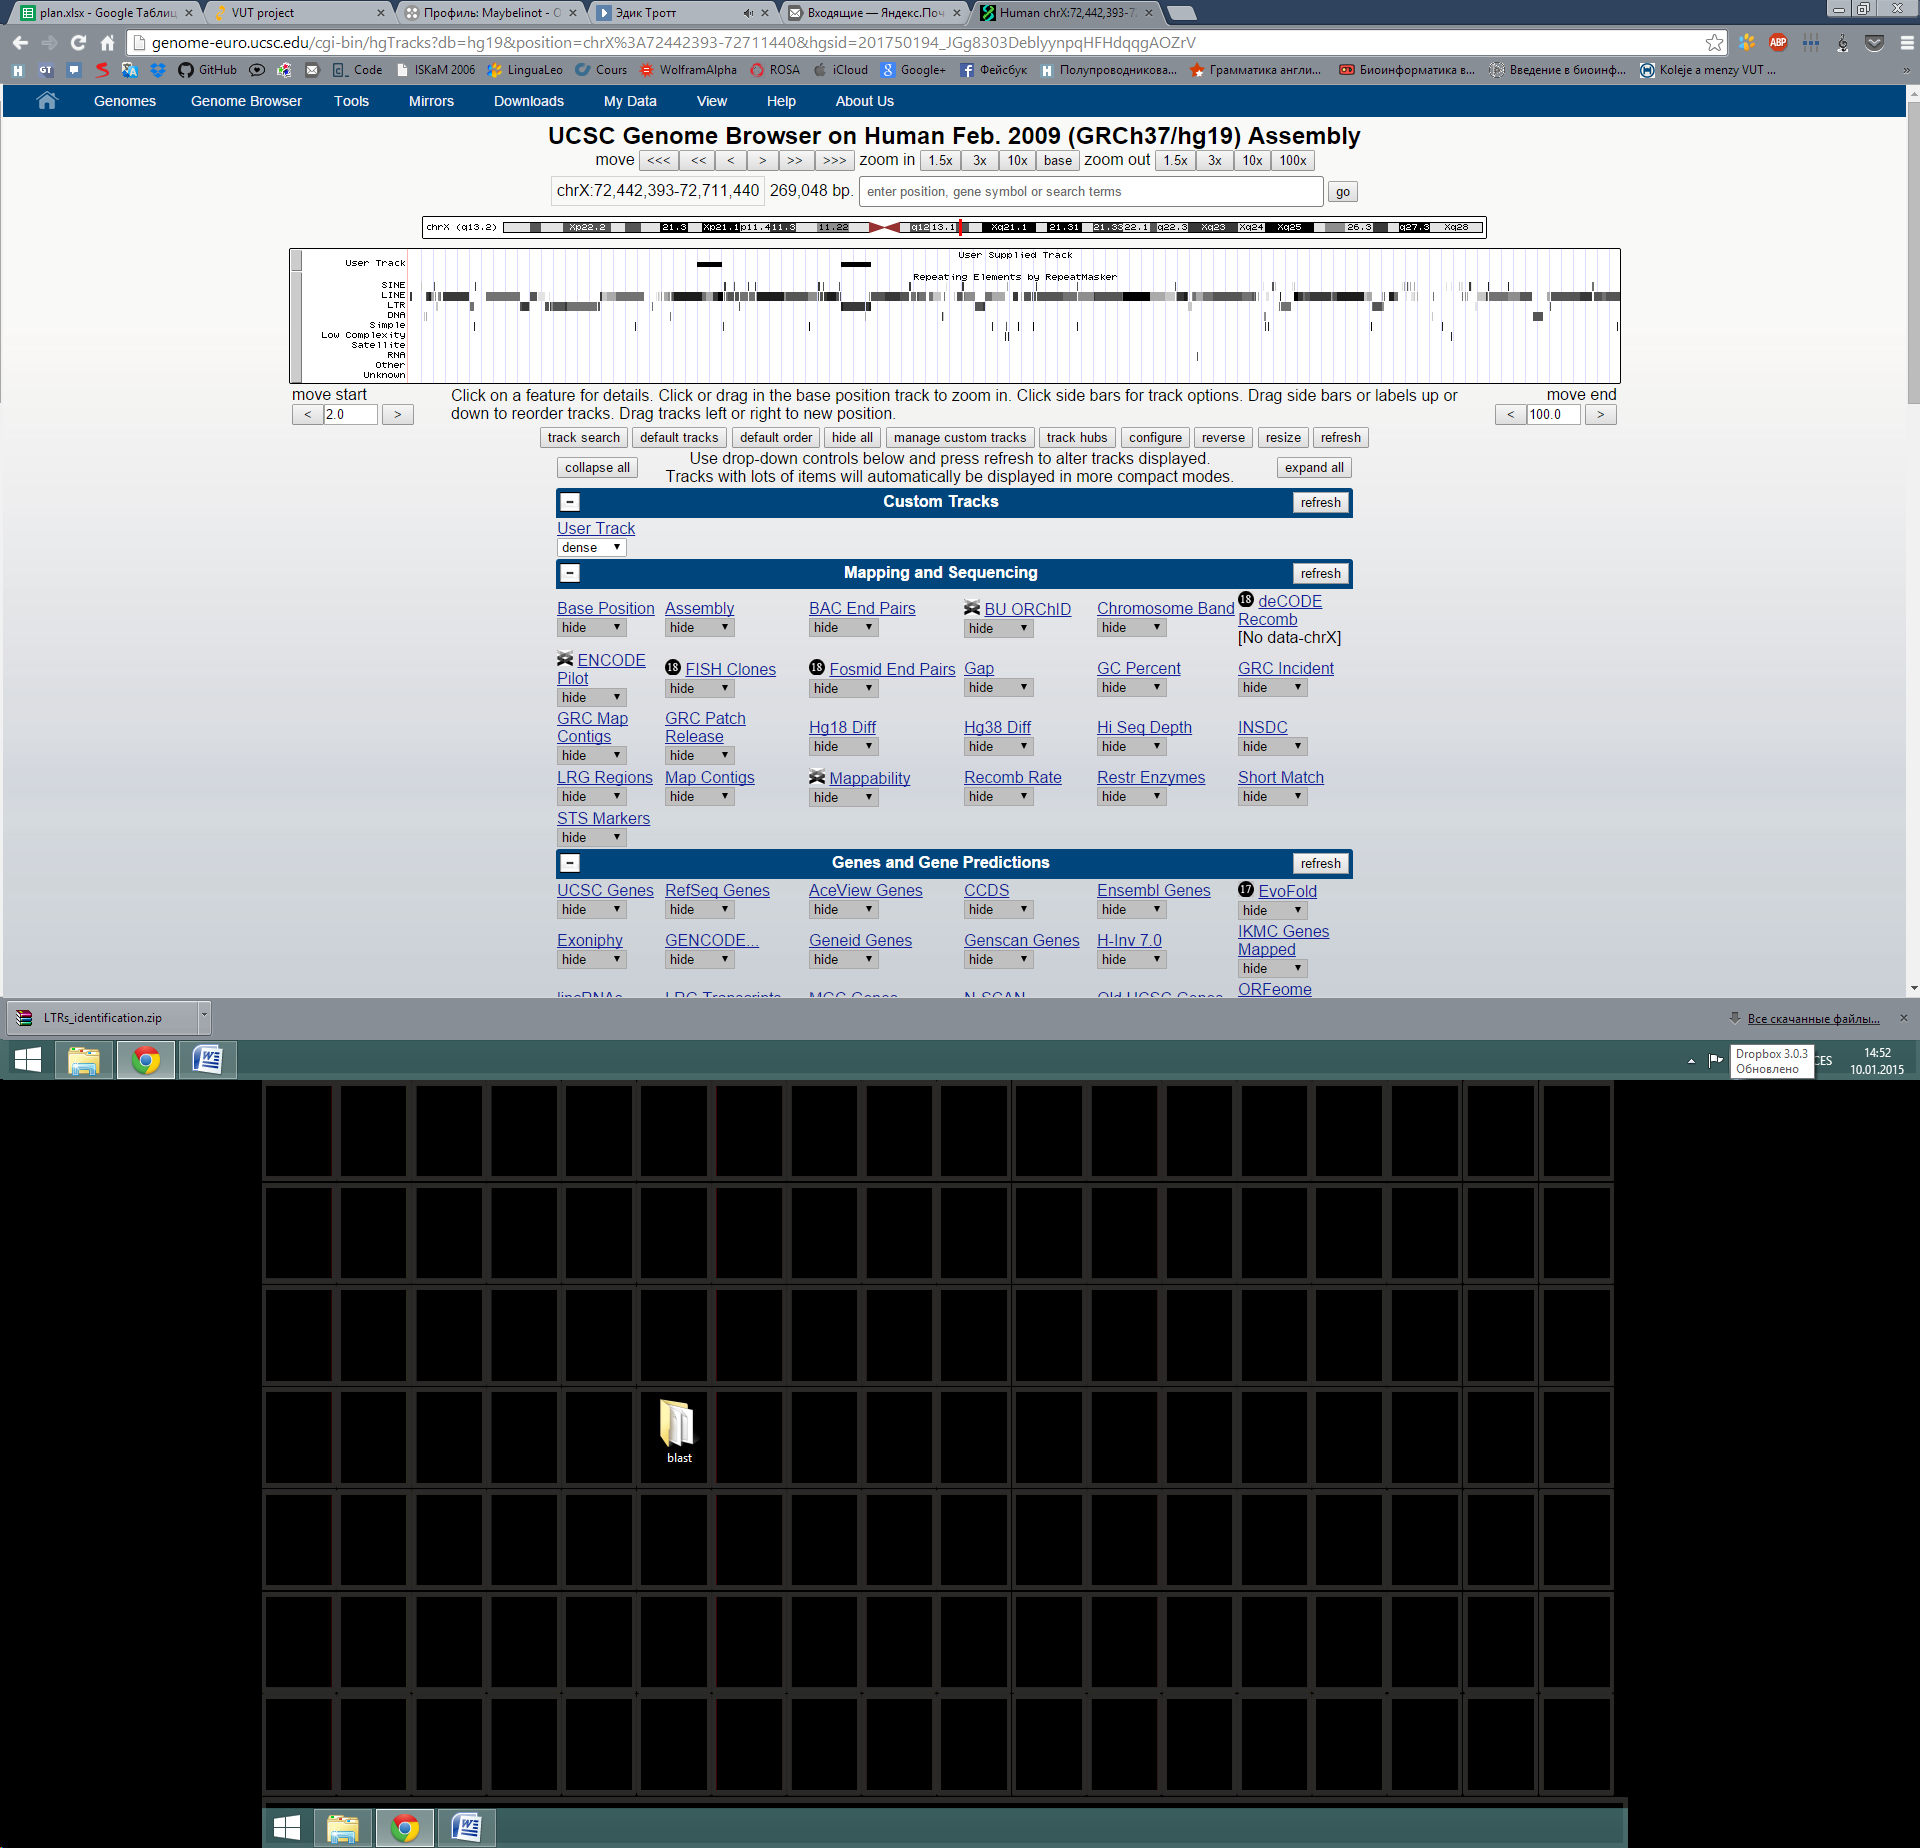 plan.xlsx - Google Таблиц
VUT project
Профиль: Maybelinot - О
Эдик Тротт
Входящие — Яндекс.Поч
Human chrX:72,442,393-7
genome-euro.ucsc.edu/cgi-bin/hgTracks?db=hg19&position=chrX%3A72442393-72711440&hgsid=201750194_JGg8303DeblyynpqHFHdqqgAOZrV
ABP
GitHub
Code
ISKaM 2006
LinguaLeo
Cours
WolframAlpha
ROSA
iCloud
Google+
Фейсбук
Полупроводникова...
Грамматика англи...
Биоинформатика в...
Введение в биоинф...
Koleje a menzy VUT ...
Genomes Genome Browser Tools Mirrors Downloads My Data View Help About Us
UCSC Genome Browser on Human Feb. 2009 (GRCh37/hg19) Assembly
move <<< << < > >> >>> zoom in 1.5x 3x 10x base zoom out 1.5x 3x 10x 100x
chrX:72,442,393-72,711,440 269,048 bp. enter position, gene symbol or search terms go
chrX (q13.2) Xp22.2 21.3 Xp21.1 p11.4 11.3 11.22 q12 13.1 Xq21.1 21.31 21.33 22.1 q22.3 Xq23 Xq24 Xq25 26.3 q27.3 Xq28
User Supplied Track
User Track
Repeating Elements by RepeatMasker
SINE
LINE
LTR
DNA
Simple
Low Complexity
Satellite
RNA
Other
Unknown
move start
< 2.0 >
Click on a feature for details. Click or drag in the base position track to zoom in. Click side bars for track options. Drag side bars or labels up or
down to reorder tracks. Drag tracks left or right to new position.
move end
< 100.0 >
track search default tracks default order hide all manage custom tracks track hubs configure reverse resize refresh
collapse all
Use drop-down controls below and press refresh to alter tracks displayed.
Tracks with lots of items will automatically be displayed in more compact modes.
expand all
- Custom Tracks refresh
User Track
dense
- Mapping and Sequencing refresh
Base Position
hide
Assembly
hide
BAC End Pairs
hide
BU ORChID
hide
Chromosome Band
hide
18 deCODE
Recomb
[No data-chrX]
ENCODE
Pilot
hide
18 FISH Clones
hide
18 Fosmid End Pairs
hide
Gap
hide
GC Percent
hide
GRC Incident
hide
GRC Map
Contigs
hide
GRC Patch
Release
hide
Hg18 Diff
hide
Hg38 Diff
hide
Hi Seq Depth
hide
INSDC
hide
LRG Regions
hide
Map Contigs
hide
Mappability
hide
Recomb Rate
hide
Restr Enzymes
hide
Short Match
hide
STS Markers
hide
- Genes and Gene Predictions refresh
UCSC Genes
hide
RefSeq Genes
hide
AceView Genes
hide
CCDS
hide
Ensembl Genes
hide
17 EvoFold
hide
Exoniphy
hide
GENCODE...
hide
Geneid Genes
hide
Genscan Genes
hide
H-Inv 7.0
hide
IKMC Genes
Mapped
hide
lincRNAs
LRG Transcripts
MGC Genes
N-SCAN
Old UCSC Genes
ORFeome
LTRs_identification.zip
Все скачанные файлы...
Dropbox 3.0.3
Обновлено
CES
14:52
10.01.2015
blast